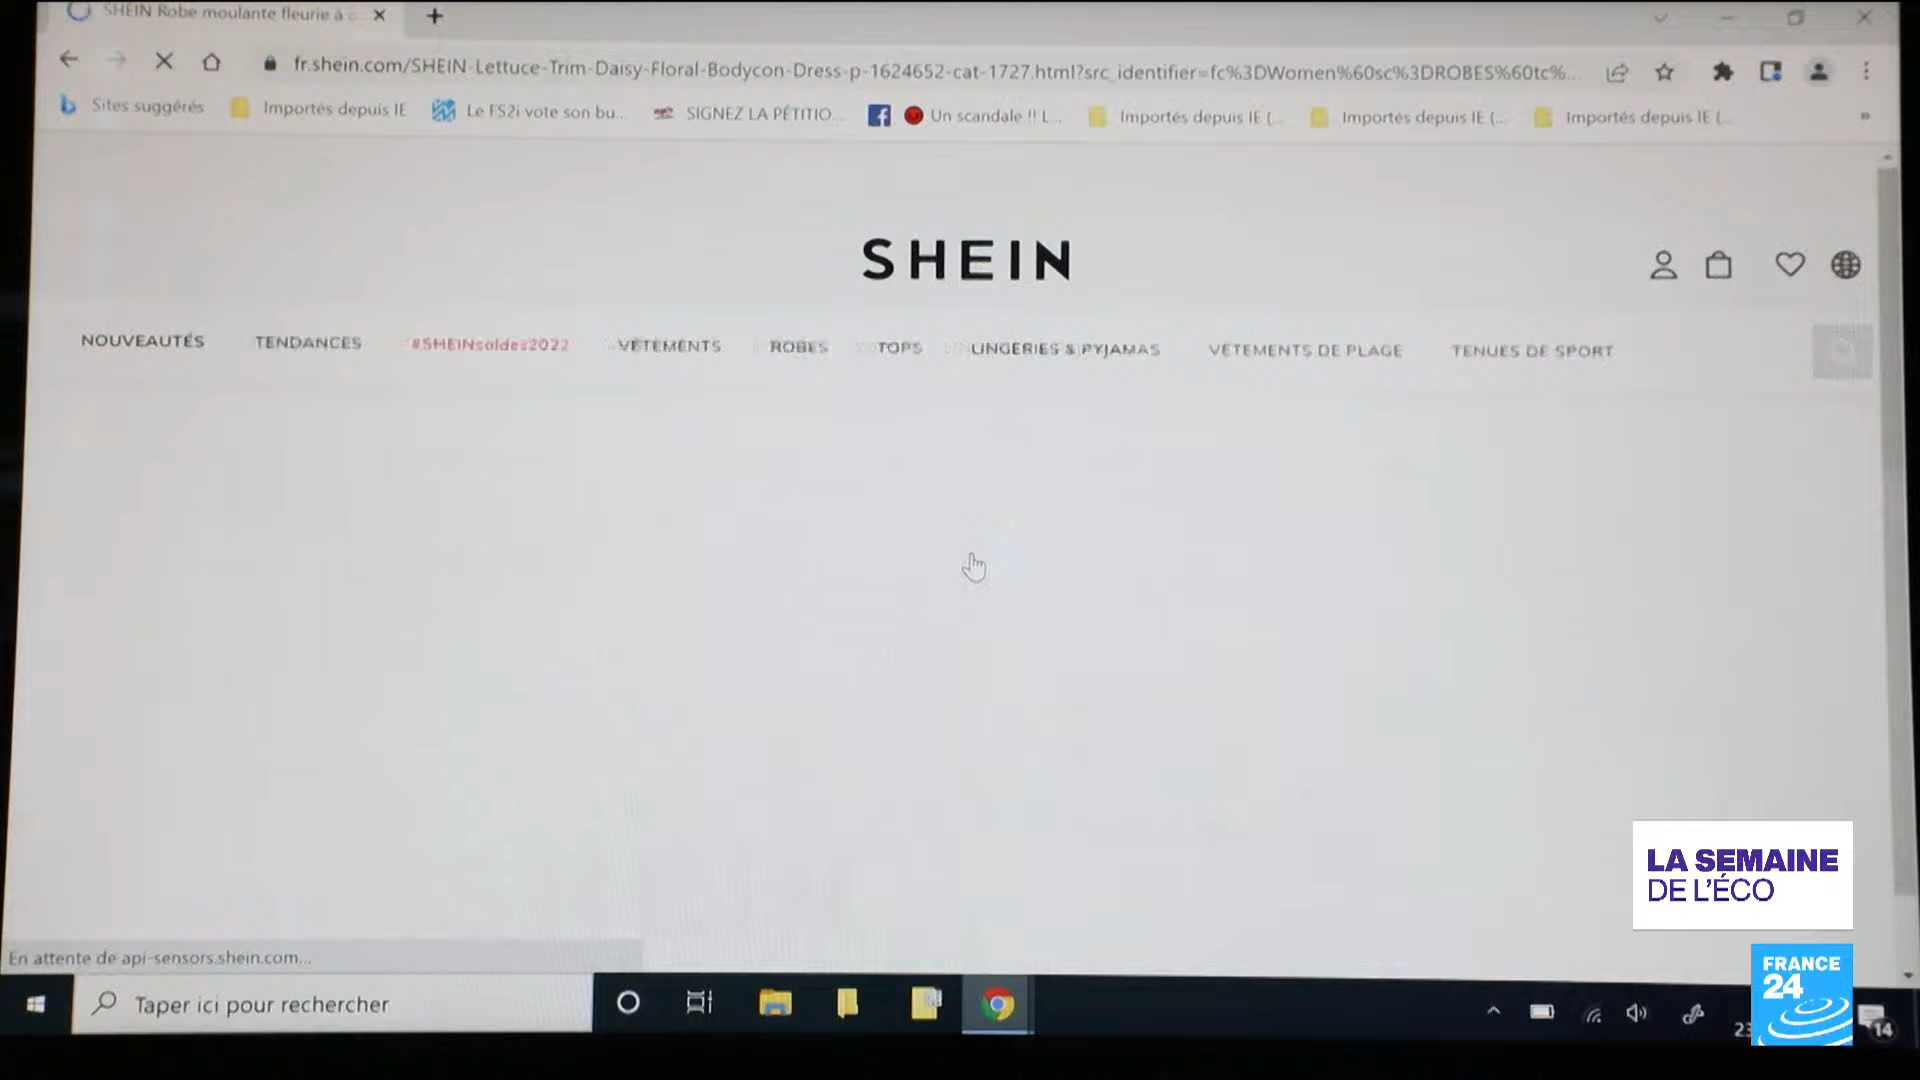 SHEIN Robe moulante fleurie à
fr.shein.com/SHEIN-Lettuce-Trim-Daisy-Floral-Bodycon-Dress-p-1624652-cat-1727.html?src_identifier=fc%3DWomen%60sc%3DROBES%60tc%...
Sites suggérés Importés depuis IE Le FS2i vote son bu... SIGNEZ LA PÉTITIO... Un scandale !! L... Importés depuis IE (... Importés depuis IE (... Importés depuis IE (...
SHEIN
NOUVEAUTÉS TENDANCES #SHEINsoldes2022 VÊTEMENTS ROBES TOPS LINGERIES & PYJAMAS VÊTEMENTS DE PLAGE TENUES DE SPORT
LA SEMAINE
DE L'ÉCO
En attente de api-sensors.shein.com...
FRANCE
24
Taper ici pour rechercher
14